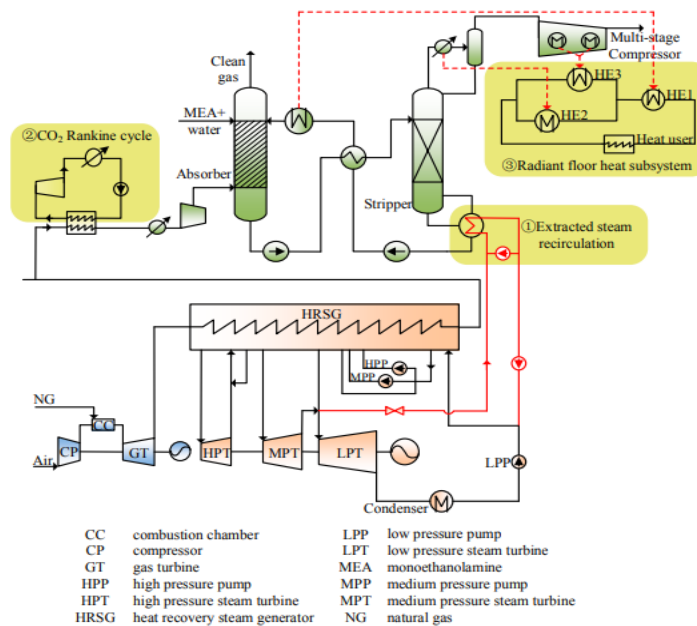 Clean
gas
Multi-stage
Compressor
MEA+
water
HE3
HE1
HE2
②CO₂ Rankine cycle
Absorber
Heat user
③Radiant floor heat subsystem
Stripper
①Extracted steam
recirculation
HRSG
HPP
MPP
NG
CC
Air
CP
GT
HPT
MPT
LPT
LPP
Condenser
CC combustion chamber
CP compressor
GT gas turbine
HPP high pressure pump
HPT high pressure steam turbine
HRSG heat recovery steam generator
LPP low pressure pump
LPT low pressure steam turbine
MEA monoethanolamine
MPP medium pressure pump
MPT medium pressure steam turbine
NG natural gas